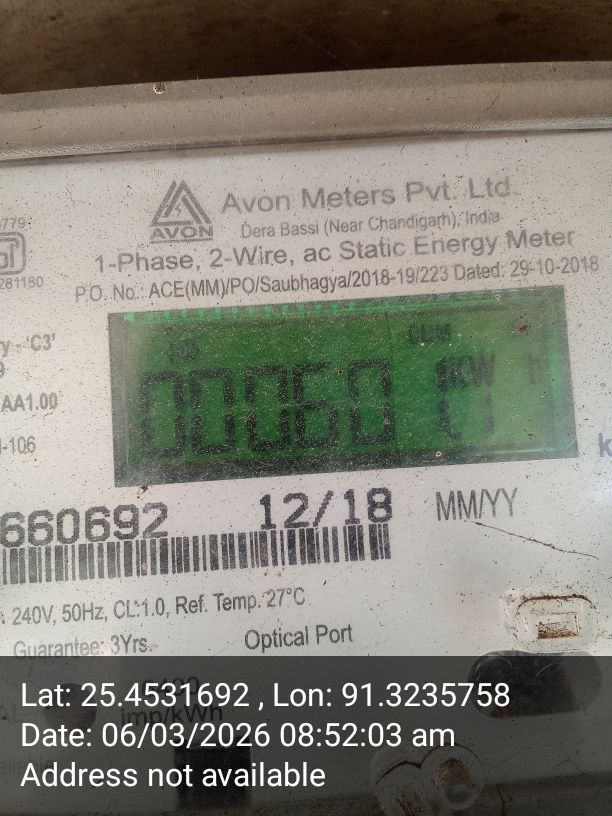 Avon Meters Pvt. Ltd.
AVON
Dera Bassi (Near Chandigarh), India
1-Phase, 2-Wire, ac Static Energy Meter
P.O. No.: ACE(MM)/PO/Saubhagya/2018-19/223 Dated: 29-10-2018
281180
'C3'
AA1.00
-106
CUM
00060 KW h
660692 12/18 MM/YY
240V, 50Hz, CL:1.0, Ref. Temp. 27°C
Guarantee: 3Yrs.
Optical Port
imp/kWh
Lat: 25.4531692 , Lon: 91.3235758
Date: 06/03/2026 08:52:03 am
Address not available